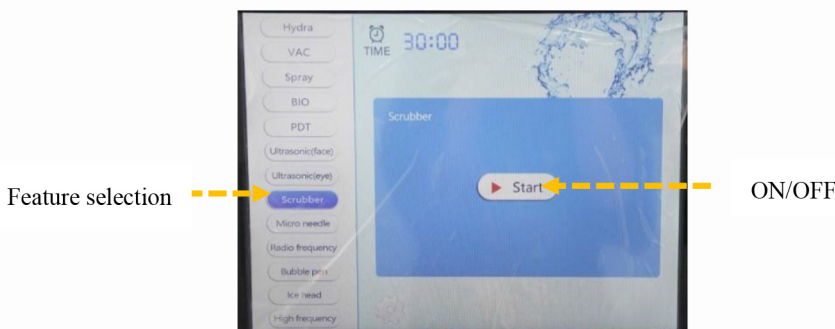 Hydra
VAC
Spray
BIO
PDT
Ultrasonic(face)
Ultrasonic(eye)
Scrubber
Micro needle
Radio frequency
Bubble pen
Ice head
High frequency
TIME 30:00
Scrubber
Start
Feature selection
ON/OFF